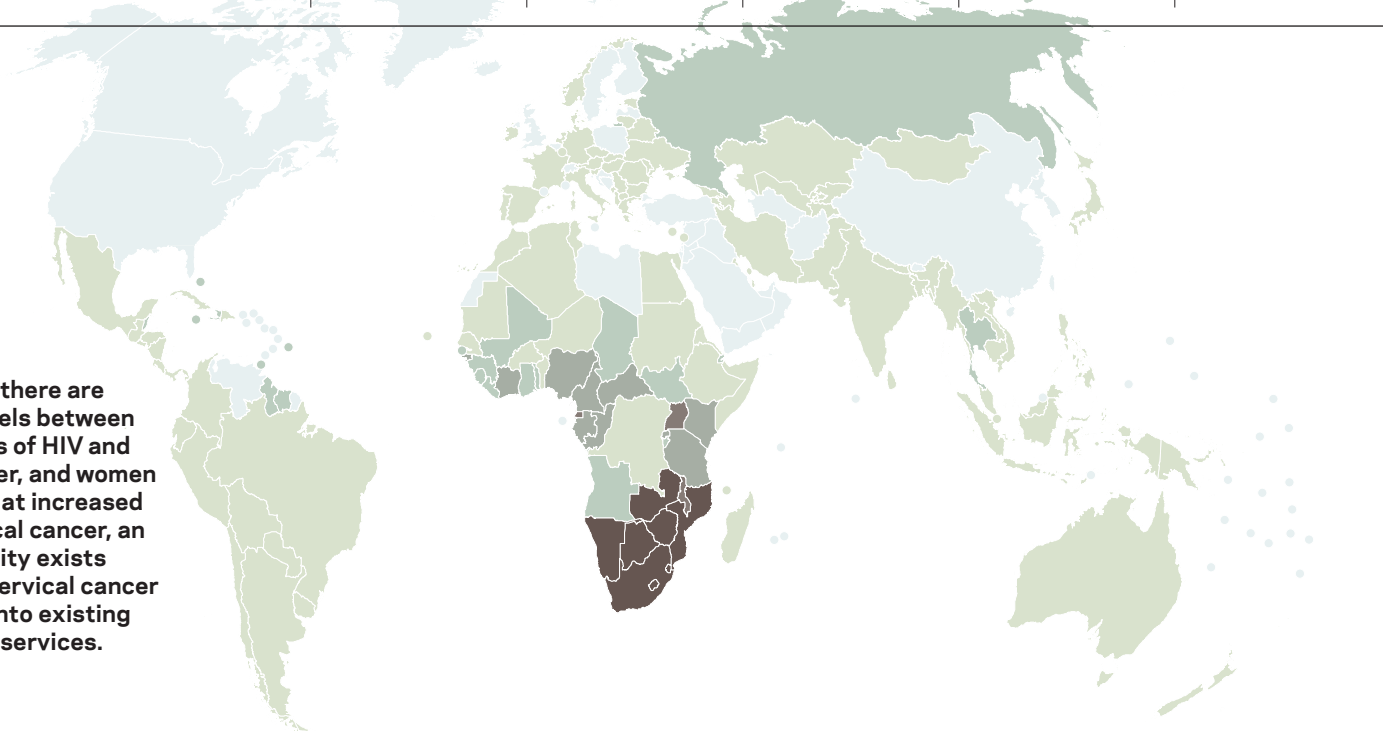 there are
els between
s of HIV and
er, and women
at increased
cal cancer, an
ity exists
ervical cancer
nto existing
services.